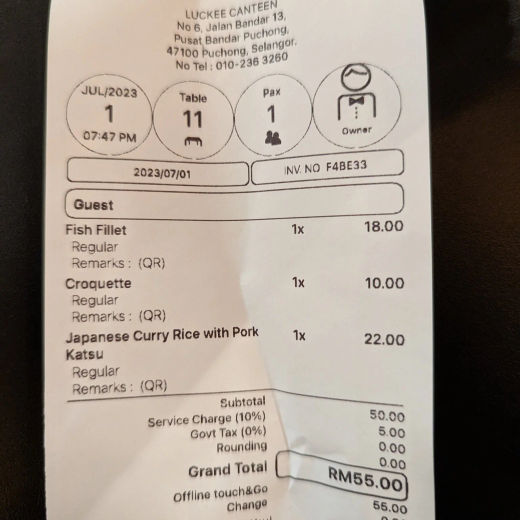 LUCKEE CANTEEN
No 6, Jalan Bandar 13,
Pusat Bandar Puchong,
47100 Puchong, Selangor.
No Tel : 010-236 3260
JUL/2023
1
07:47 PM
Table
11
Pax
1
Owner
2023/07/01
INV. NO F4BE33
Guest
Fish Fillet 1x 18.00
Regular
Remarks : (QR)
Croquette 1x 10.00
Regular
Remarks : (QR)
Japanese Curry Rice with Pork 1x 22.00
Katsu
Regular
Remarks : (QR)
Subtotal 50.00
Service Charge (10%) 5.00
Govt Tax (0%) 0.00
Rounding 0.00
Grand Total RM55.00
Offline touch&Go 55.00
Change